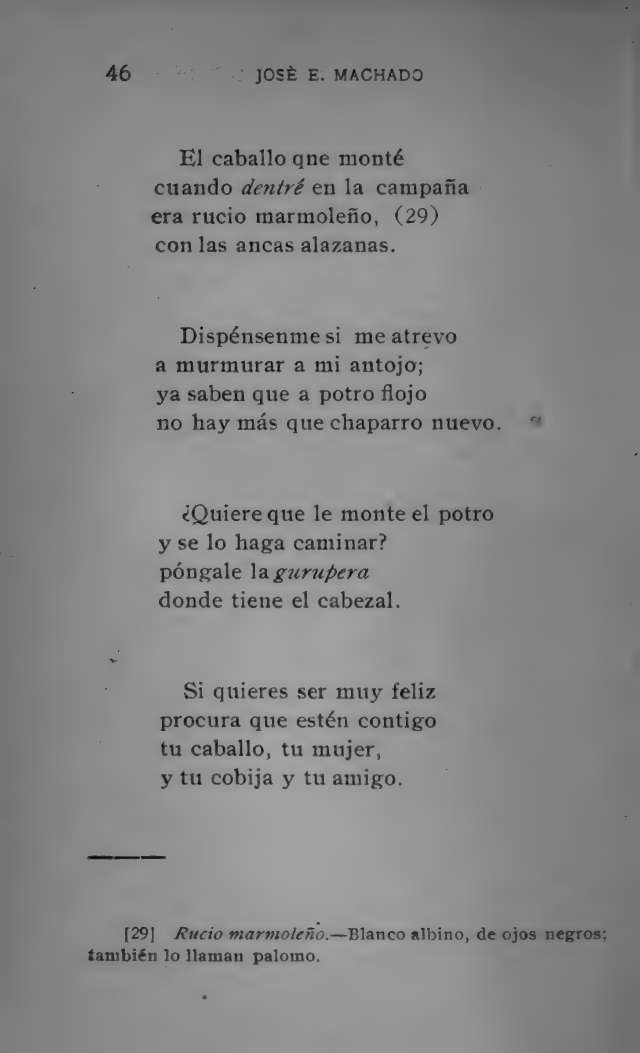 46 JOSÈ E. MACHADO
El caballo qne monté
cuando dentré en la campaña
era rucio marmoleño, (29)
con las ancas alazanas.
Dispénsenme si me atrevo
a murmurar a mi antojo;
ya saben que a potro flojo
no hay más que chaparro nuevo.
¿Quiere que le monte el potro
y se lo haga caminar?
póngale la gurupera
donde tiene el cabezal.
Si quieres ser muy feliz
procura que estén contigo
tu caballo, tu mujer,
y tu cobija y tu amigo.
[29] Rucio marmoleño.—Blanco albino, de ojos negros;
también lo llaman palomo.